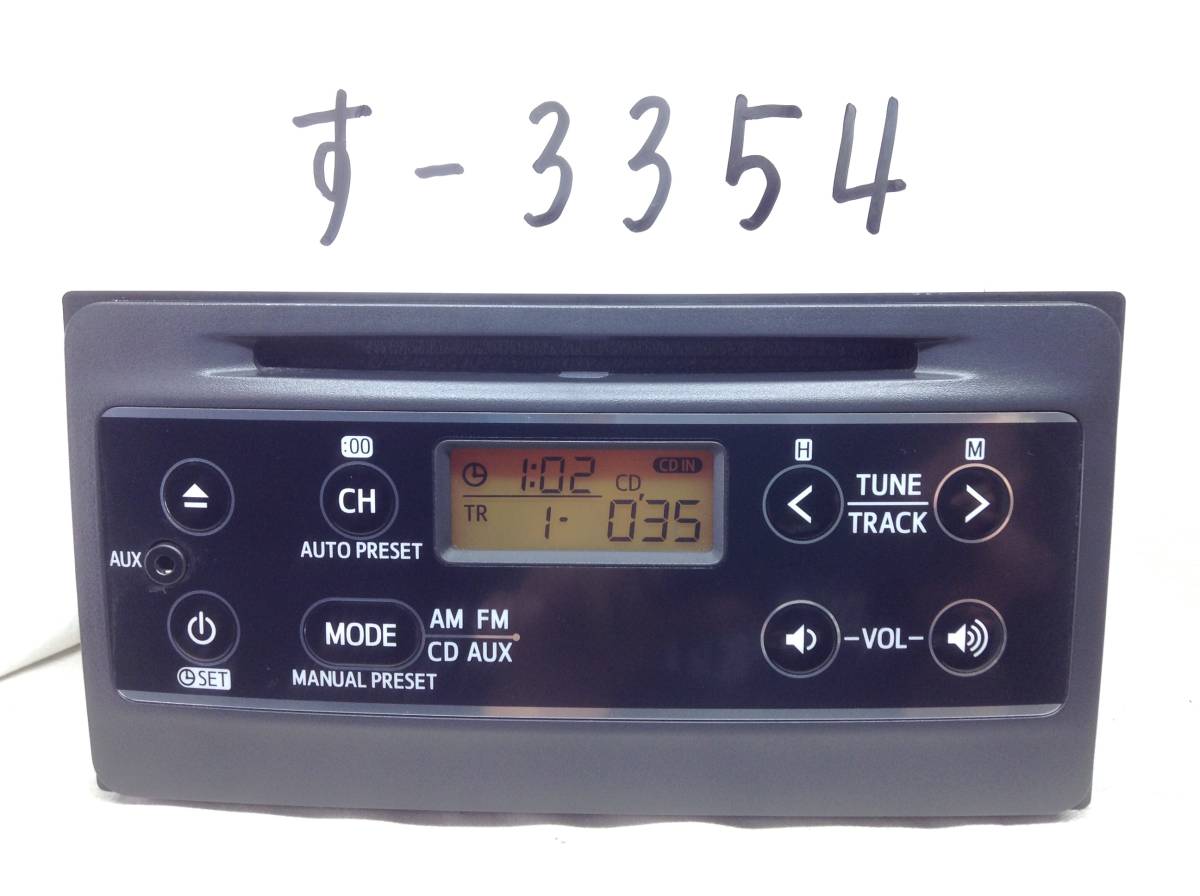 す-3354
:00
CH
AUTO PRESET
AUX
SET
MODE
AM FM
CD AUX
MANUAL PRESET
1:02
CD IN
CD
TR
1- 0'35
H
M
<
TUNE
TRACK
>
-VOL-